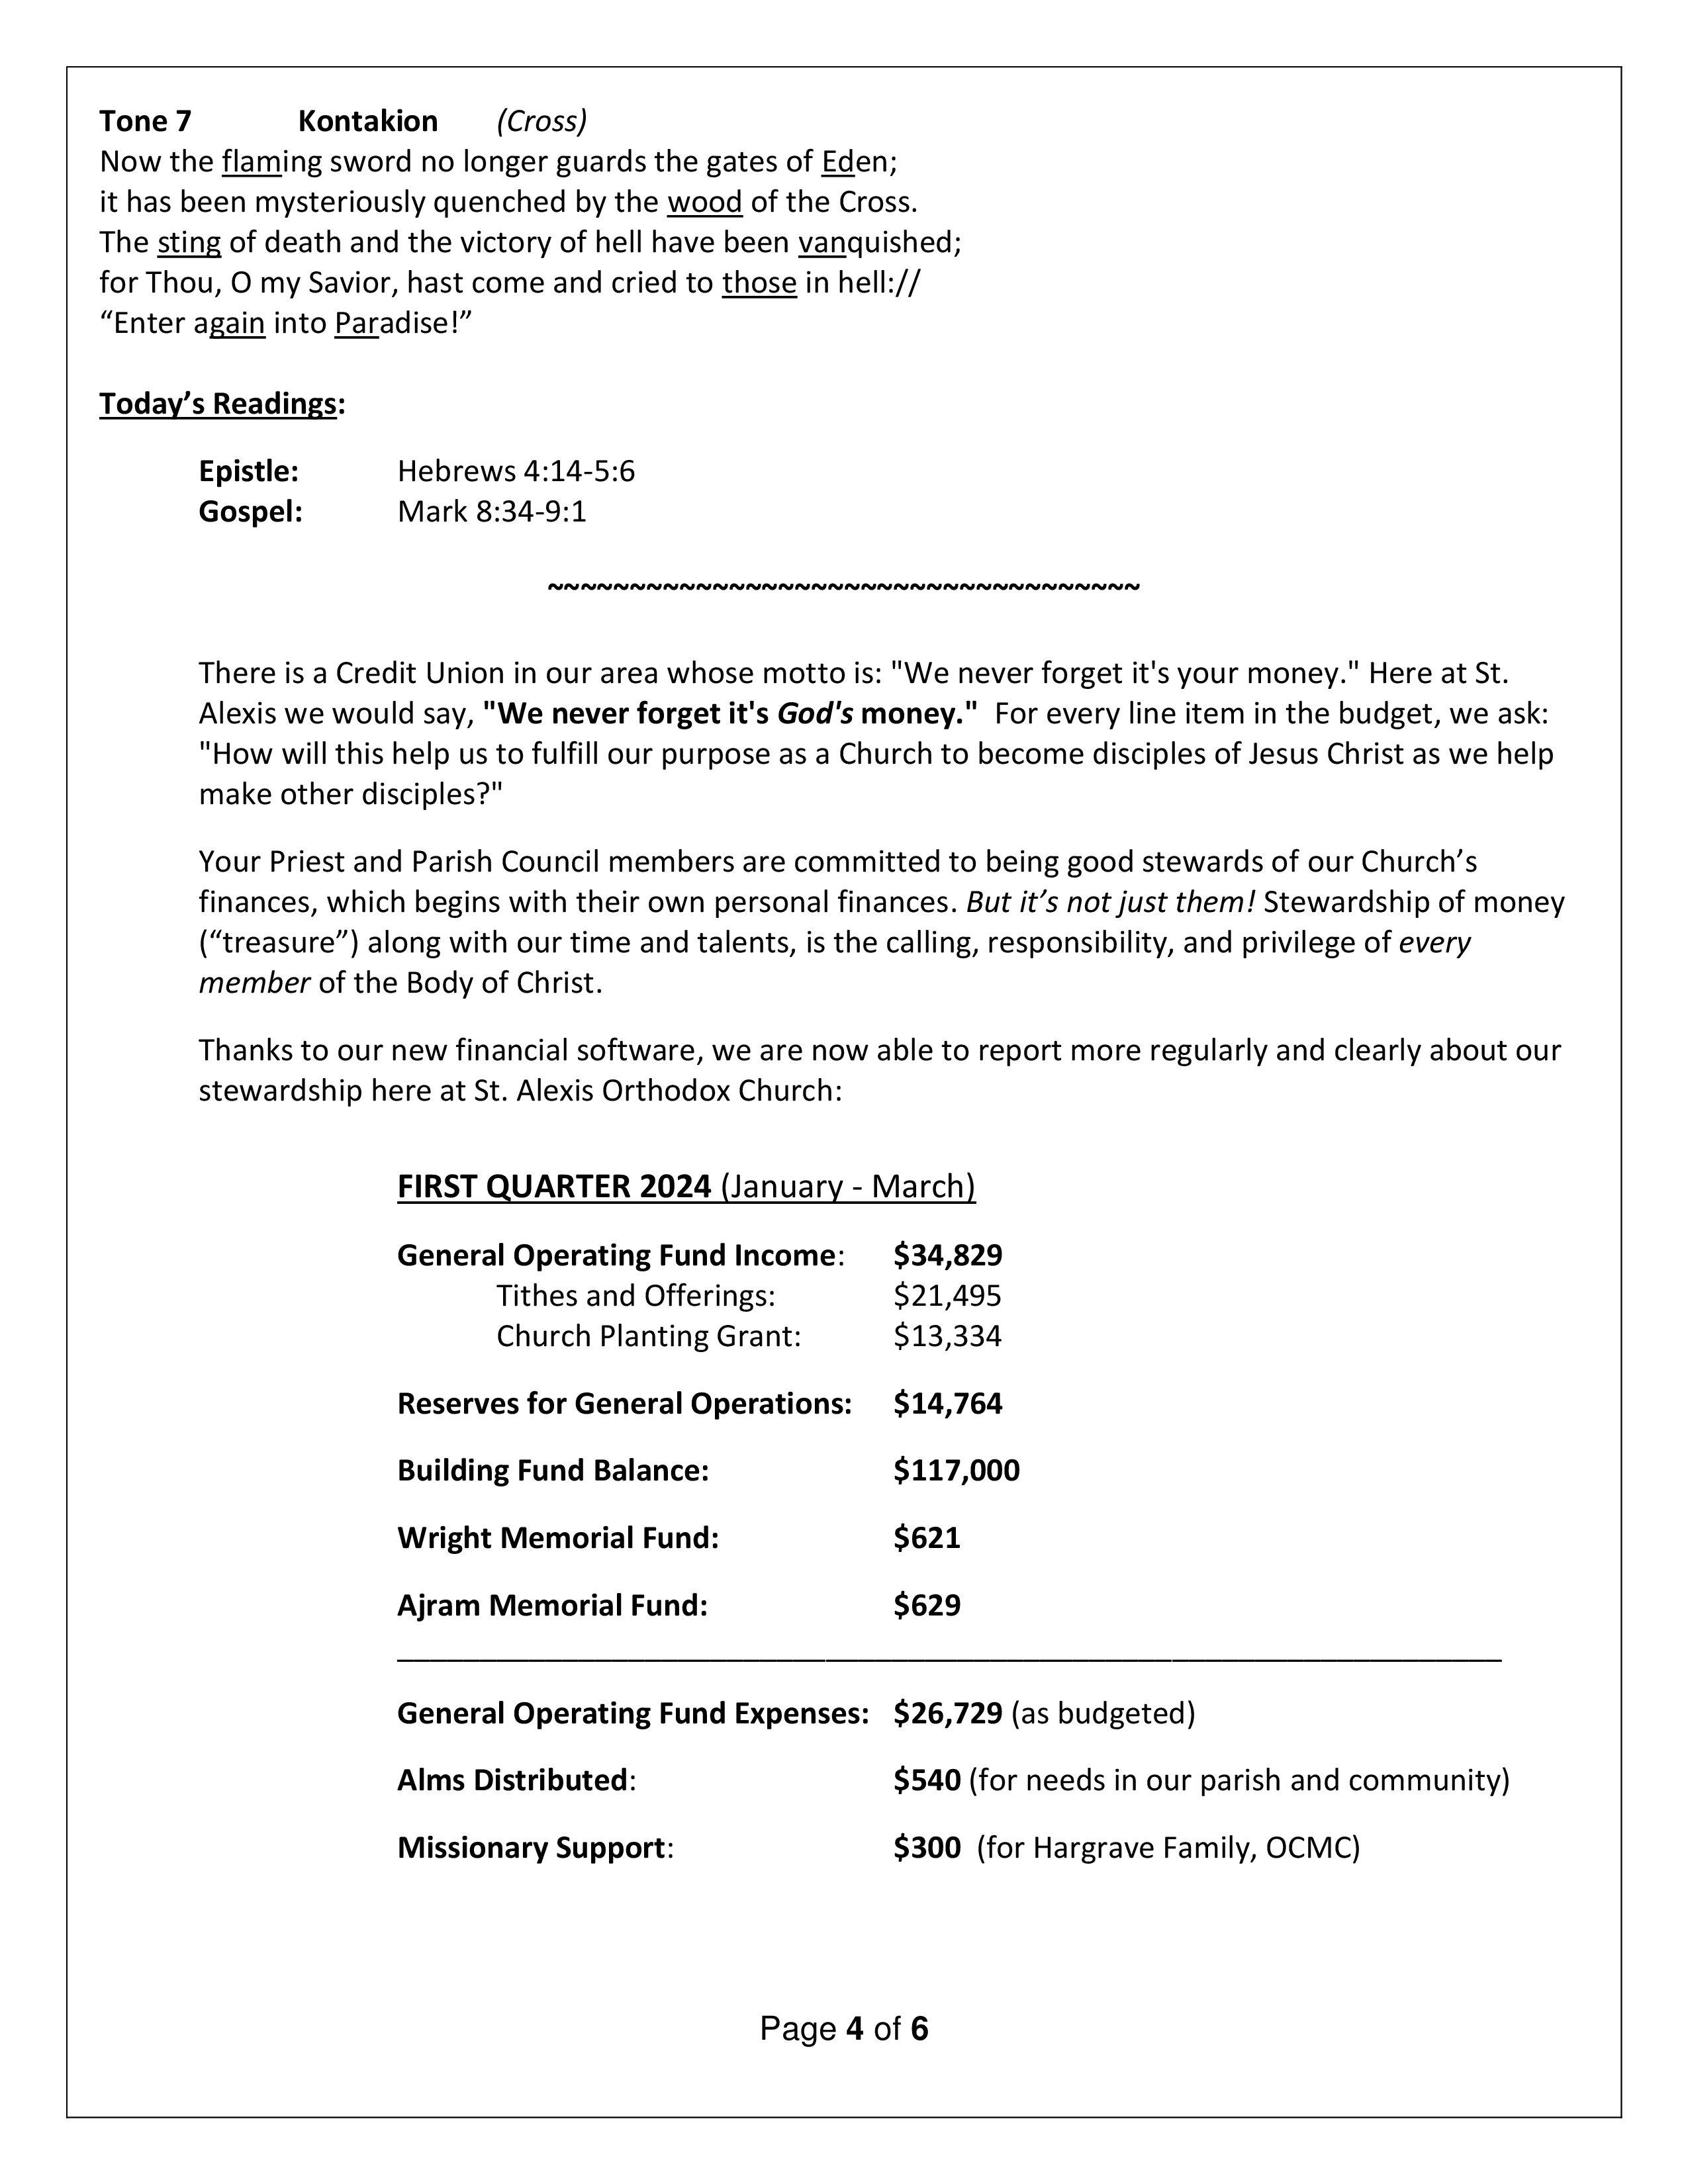 Tone 7 Kontakion (Cross)
Now the flaming sword no longer guards the gates of Eden;
it has been mysteriously quenched by the wood of the Cross.
The sting of death and the victory of hell have been vanquished;
for Thou, O my Savior, hast come and cried to those in hell://
“Enter again into Paradise!”
Today’s Readings:
Epistle: Hebrews 4:14-5:6
Gospel: Mark 8:34-9:1
~~~~~~~~~~~~~~~~~~~~~~~~~~~~~~~~~~~~
There is a Credit Union in our area whose motto is: "We never forget it's your money." Here at St.
Alexis we would say, "We never forget it's God's money."  For every line item in the budget, we ask:
"How will this help us to fulfill our purpose as a Church to become disciples of Jesus Christ as we help
make other disciples?"
Your Priest and Parish Council members are committed to being good stewards of our Church’s
finances, which begins with their own personal finances. But it’s not just them! Stewardship of money
(“treasure”) along with our time and talents, is the calling, responsibility, and privilege of every
member of the Body of Christ.
Thanks to our new financial software, we are now able to report more regularly and clearly about our
stewardship here at St. Alexis Orthodox Church:
FIRST QUARTER 2024 (January - March)
General Operating Fund Income: $34,829
Tithes and Offerings: $21,495
Church Planting Grant: $13,334
Reserves for General Operations: $14,764
Building Fund Balance: $117,000
Wright Memorial Fund: $621
Ajram Memorial Fund: $629
General Operating Fund Expenses: $26,729 (as budgeted)
Alms Distributed: $540 (for needs in our parish and community)
Missionary Support: $300  (for Hargrave Family, OCMC)
Page 4 of 6